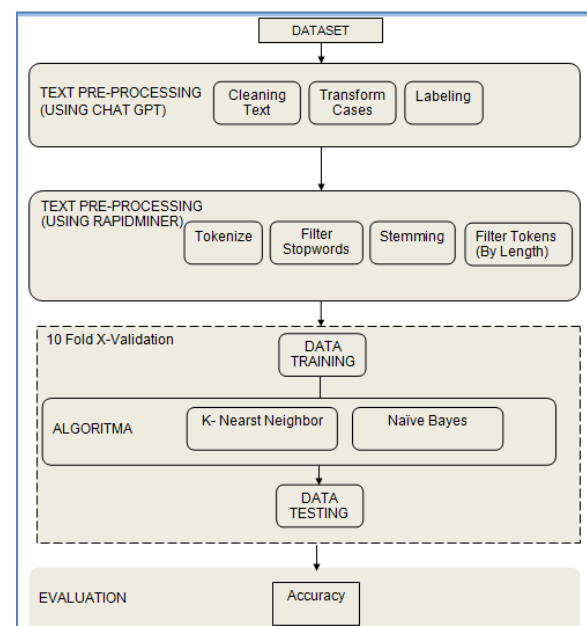 DATASET
TEXT PRE-PROCESSING
(USING CHAT GPT)
Cleaning
Text
Transform
Cases
Labeling
TEXT PRE-PROCESSING
(USING RAPIDMINER)
Tokenize
Filter
Stopwords
Stemming
Filter Tokens
(By Length)
10 Fold X-Validation
DATA
TRAINING
ALGORITMA
K- Nearst Neighbor
Naïve Bayes
DATA
TESTING
EVALUATION
Accuracy